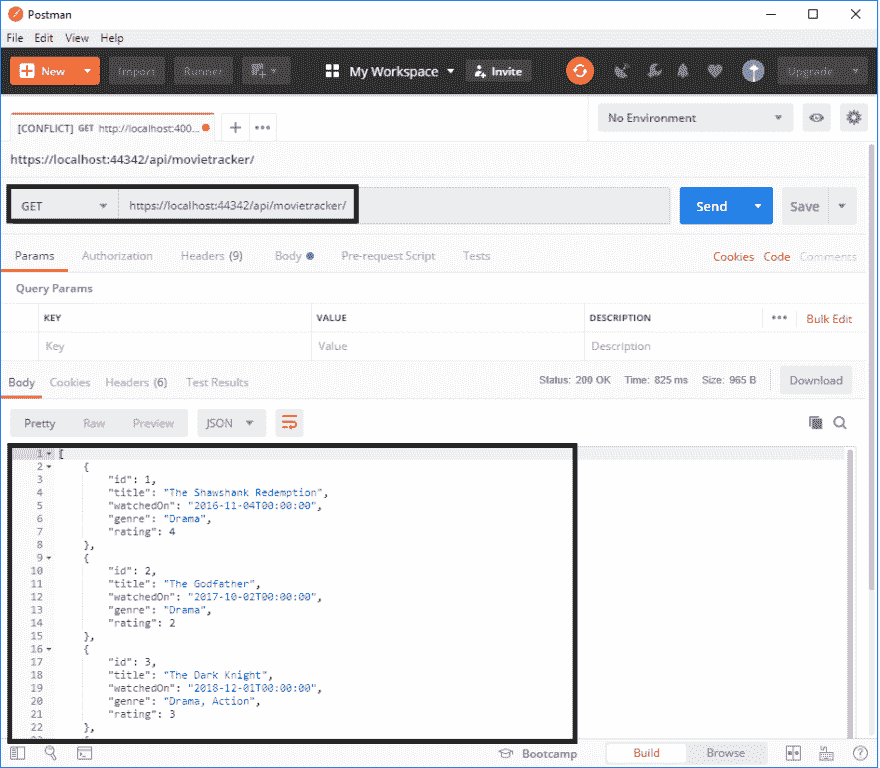 Postman
File Edit View Help
New Import Runner My Workspace Invite Upgrade
[CONFLICT] GET http://localhost:400... + •••
No Environment
https://localhost:44342/api/movietracker/
GET https://localhost:44342/api/movietracker/ Send Save
Params Authorization Headers (9) Body Pre-request Script Tests Cookies Code Comments
Query Params
KEY VALUE DESCRIPTION ••• Bulk Edit
Key Value Description
Body Cookies Headers (6) Test Results Status: 200 OK Time: 825 ms Size: 965 B Download
Pretty Raw Preview JSON
1 [
2 {
3 "id": 1,
4 "title": "The Shawshank Redemption",
5 "watchedOn": "2016-11-04T00:00:00",
6 "genre": "Drama",
7 "rating": 4
8 },
9 {
10 "id": 2,
11 "title": "The Godfather",
12 "watchedOn": "2017-10-02T00:00:00",
13 "genre": "Drama",
14 "rating": 2
15 },
16 {
17 "id": 3,
18 "title": "The Dark Knight",
19 "watchedOn": "2018-12-01T00:00:00",
20 "genre": "Drama, Action",
21 "rating": 3
22 },
Bootcamp Build Browse